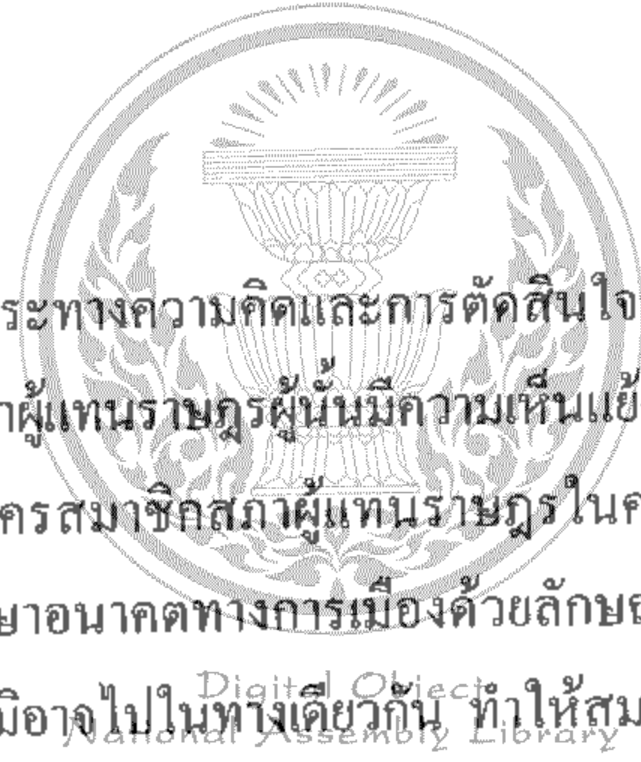 ระทางความคิดและการตัดสินใจ
าผู้แทนราษฎรผู้นั้นมีความเห็นแย้
ครสมาชิกสภาผู้แทนราษฎรในค
ษาอนาคตทางการเมืองด้วยลักษณ
Digital Object
มิอาจไปในทางเดียวกัน ทำให้สม
National Assembly Library